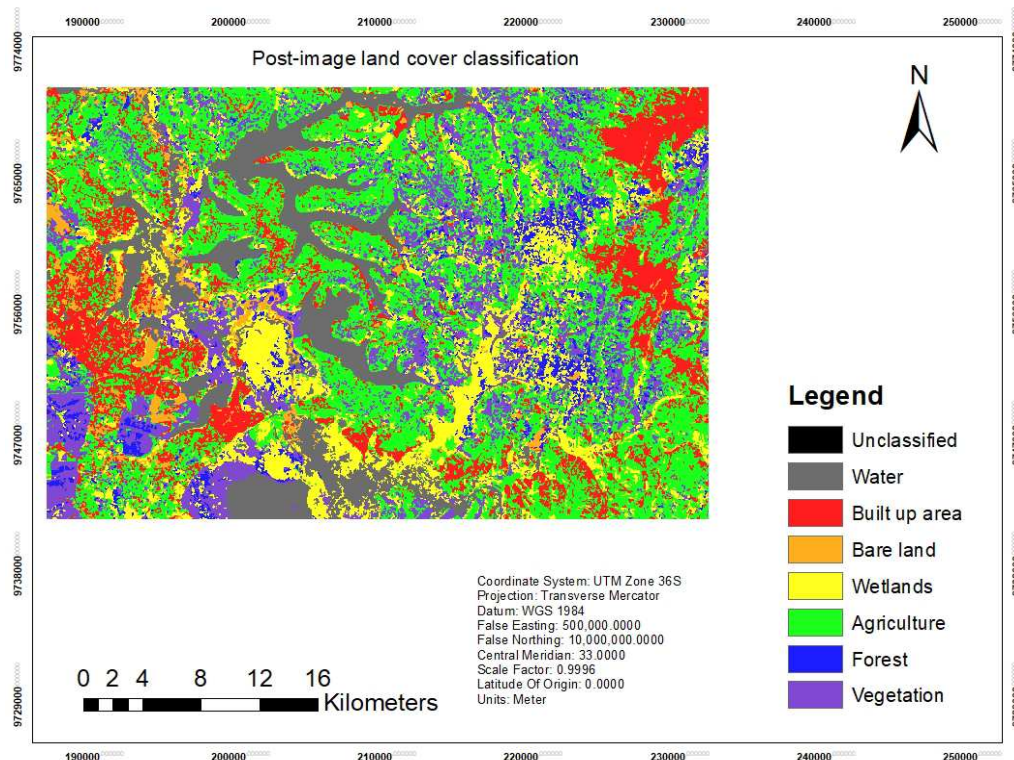 190000 200000 210000 220000 230000 240000 250000
9774000
Post-image land cover classification
N
9765000
9756000
9747000
9738000
9729000
Legend
Unclassified
Water
Built up area
Bare land
Wetlands
Agriculture
Forest
Vegetation
Coordinate System: UTM Zone 36S
Projection: Transverse Mercator
Datum: WGS 1984
False Easting: 500,000.0000
False Northing: 10,000,000.0000
Central Meridian: 33.0000
Scale Factor: 0.9996
Latitude Of Origin: 0.0000
Units: Meter
0 2 4 8 12 16
Kilometers
190000 200000 210000 220000 230000 240000 250000